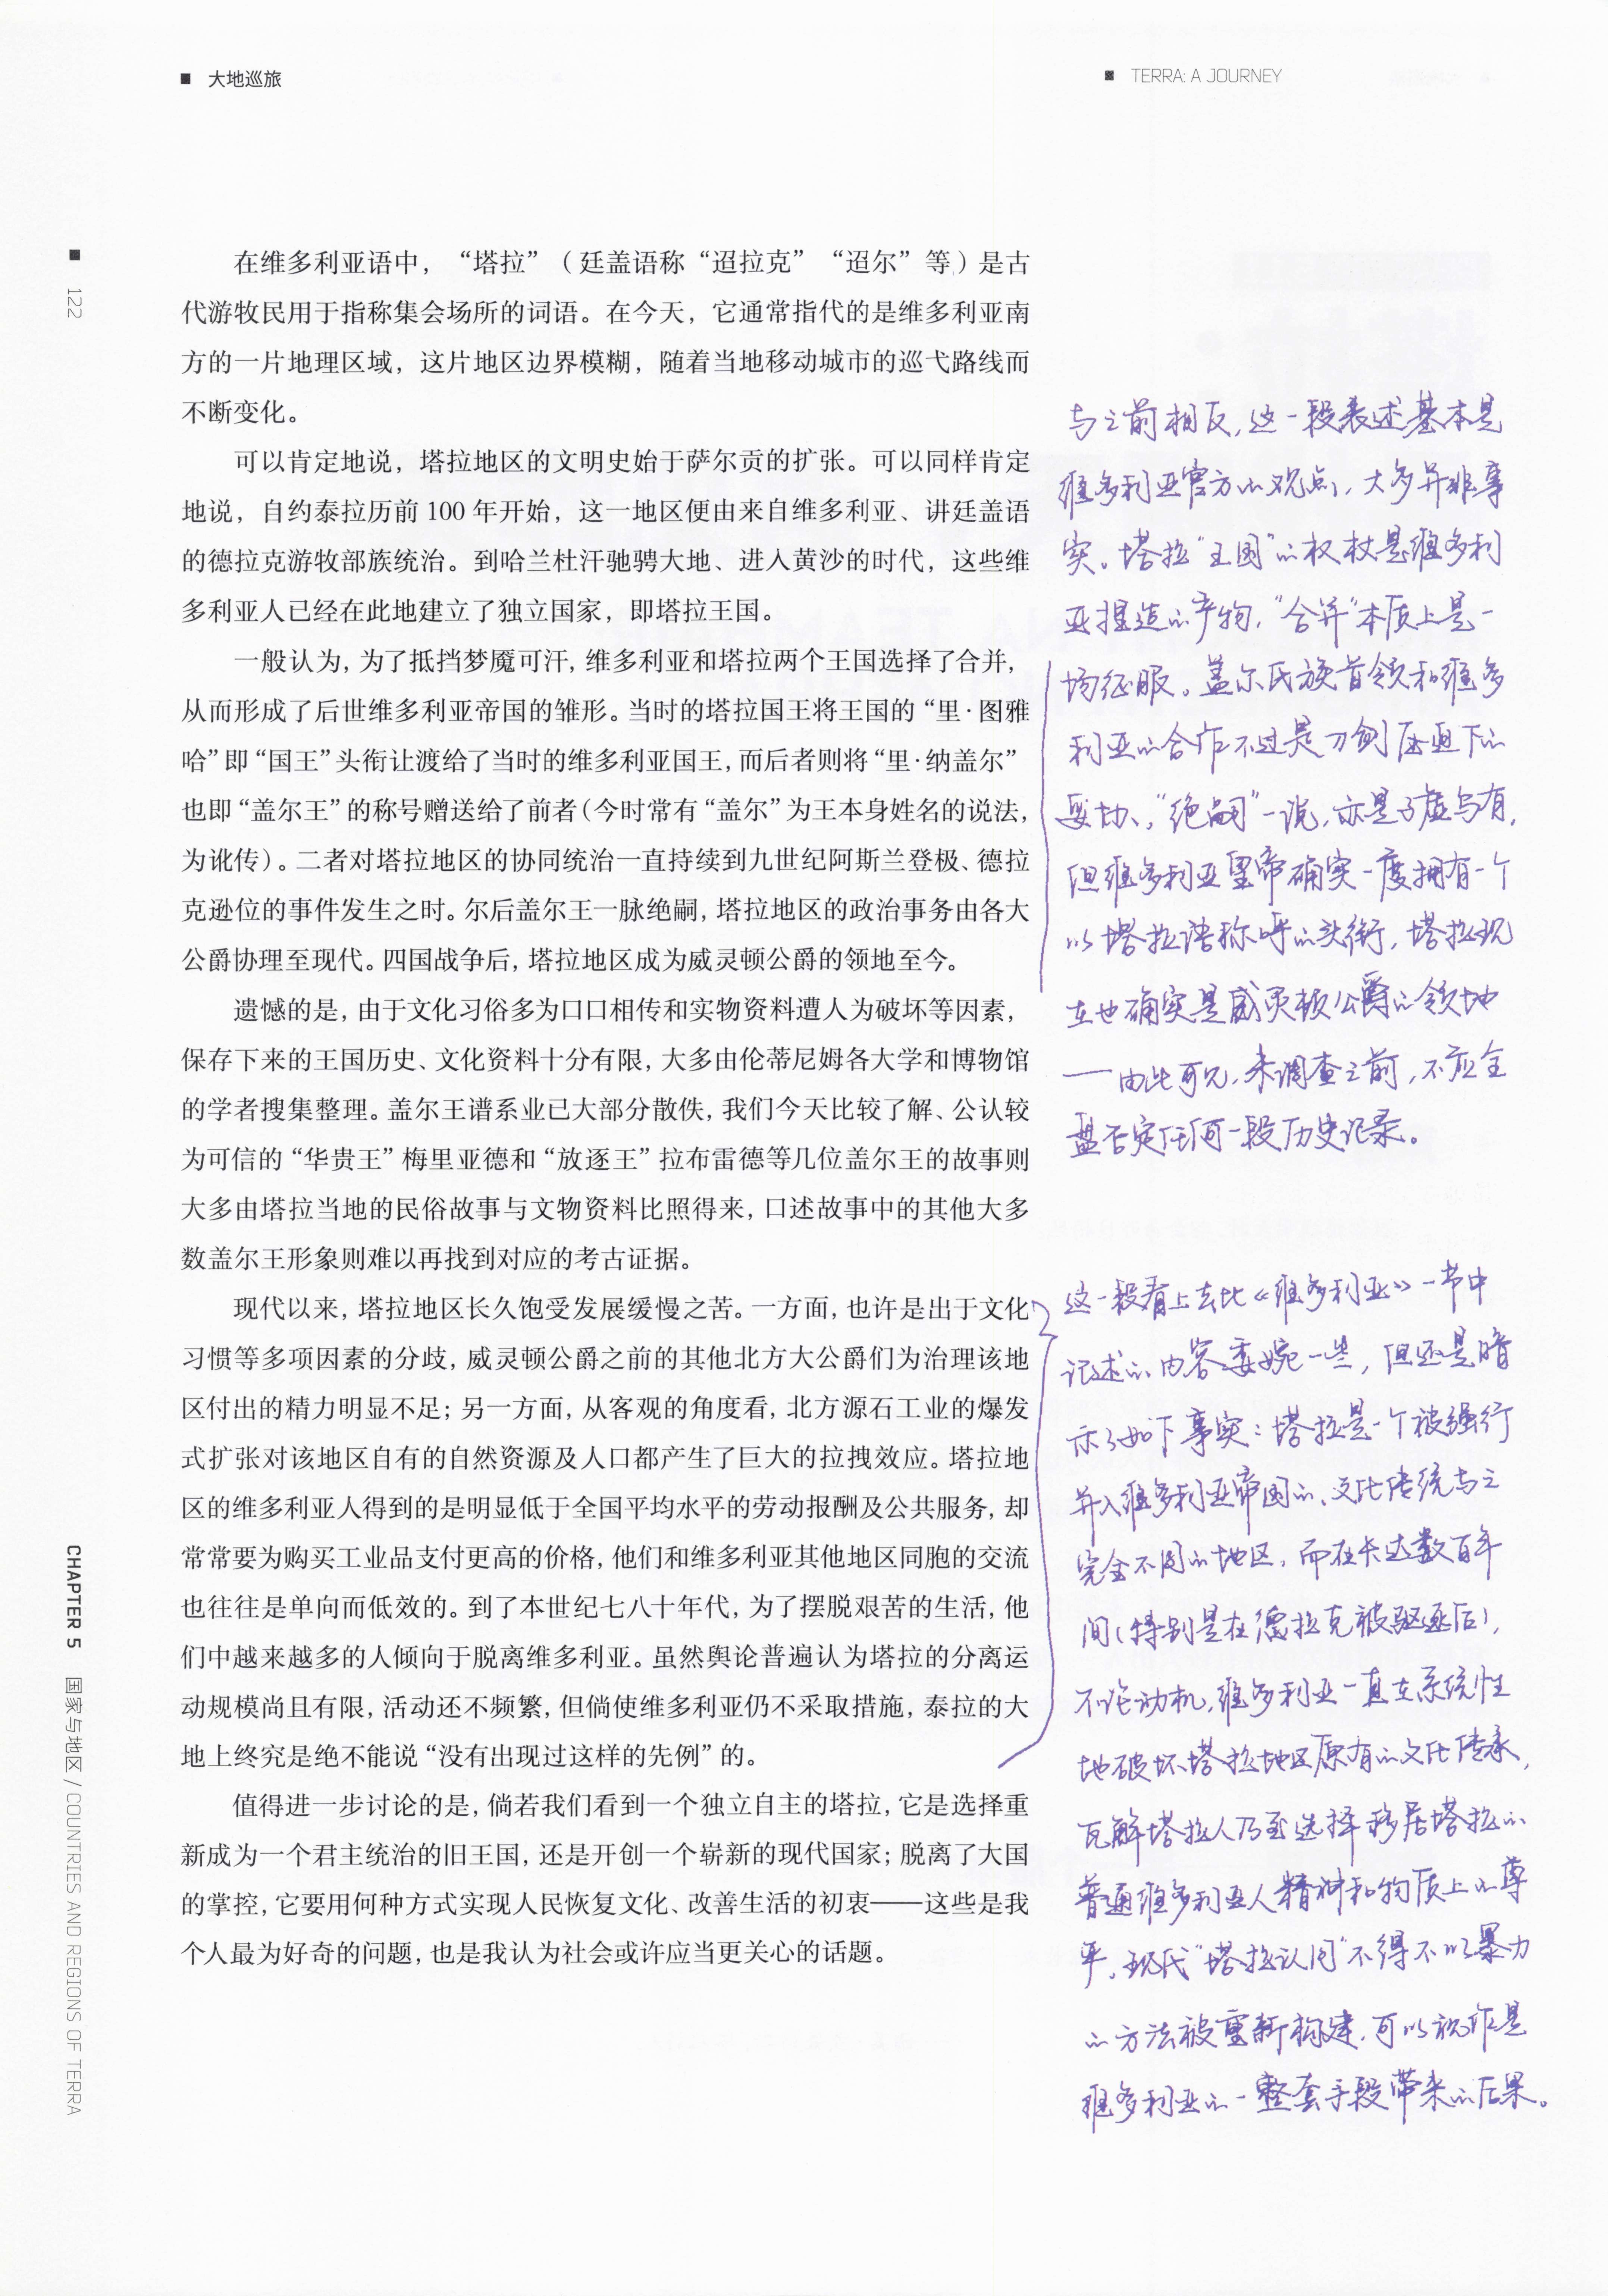 大地巡旅
TERRA: A JOURNEY
122
在维多利亚语中，“塔拉”（廷盖语称“迢拉克”“迢尔”等）是古
代游牧民用于指称集会场所的词语。在今天，它通常指代的是维多利亚南
方的一片地理区域，这片地区边界模糊，随着当地移动城市的巡弋路线而
不断变化。
可以肯定地说，塔拉地区的文明史始于萨尔贡的扩张。可以同样肯定
地说，自约泰拉历前 100 年开始，这一地区便由来自维多利亚、讲廷盖语
的德拉克游牧部族统治。到哈兰杜汗驰骋大地、进入黄沙的时代，这些维
多利亚人已经在此地建立了独立国家，即塔拉王国。
一般认为，为了抵挡梦魇可汗，维多利亚和塔拉两个王国选择了合并，
从而形成了后世维多利亚帝国的雏形。当时的塔拉国王将王国的“里·图雅
哈”即“国王”头衔让渡给了当时的维多利亚国王，而后者则将“里·纳盖尔”
也即“盖尔王”的称号赠送给了前者（今时常有“盖尔”为王本身姓名的说法，
为讹传）。二者对塔拉地区的协同统治一直持续到九世纪阿斯兰登极、德拉
克逊位的事件发生之时。尔后盖尔王一脉绝嗣，塔拉地区的政治事务由各大
公爵协理至现代。四国战争后，塔拉地区成为威灵顿公爵的领地至今。
遗憾的是，由于文化习俗多为口口相传和实物资料遭人为破坏等因素，
保存下来的王国历史、文化资料十分有限，大多由伦蒂尼姆各大学和博物馆
的学者搜集整理。盖尔王谱系业已大部分散佚，我们今天比较了解、公认较
为可信的“华贵王”梅里亚德和“放逐王”拉布雷德等几位盖尔王的故事则
大多由塔拉当地的民俗故事与文物资料比照得来，口述故事中的其他大多
数盖尔王形象则难以再找到对应的考古证据。
现代以来，塔拉地区长久饱受发展缓慢之苦。一方面，也许是出于文化
习惯等多项因素的分歧，威灵顿公爵之前的其他北方大公爵们为治理该地
区付出的精力明显不足；另一方面，从客观的角度看，北方源石工业的爆发
式扩张对该地区自有的自然资源及人口都产生了巨大的拉拽效应。塔拉地
区的维多利亚人得到的是明显低于全国平均水平的劳动报酬及公共服务，却
常常要为购买工业品支付更高的价格，他们和维多利亚其他地区同胞的交流
也往往是单向而低效的。到了本世纪七八十年代，为了摆脱艰苦的生活，他
们中越来越多的人倾向于脱离维多利亚。虽然舆论普遍认为塔拉的分离运
动规模尚且有限，活动还不频繁，但倘使维多利亚仍不采取措施，泰拉的大
地上终究是绝不能说“没有出现过这样的先例”的。
值得进一步讨论的是，倘若我们看到一个独立自主的塔拉，它是选择重
新成为一个君主统治的旧王国，还是开创一个崭新的现代国家；脱离了大国
的掌控，它要用何种方式实现人民恢复文化、改善生活的初衷——这些是我
个人最为好奇的问题，也是我认为社会或许应当更关心的话题。
与之前相反，这一段表述基本是
维多利亚官方的观点，大多并非事
实。塔拉“王国”的权杖是维多利
亚捏造的产物，“合并”本质上是一
场征服。盖尔氏族首领和维多
利亚的合作不过是刀剑压迫下的
妥协，“绝嗣”一说，亦是子虚乌有，
但维多利亚皇帝确实一度拥有一个
以塔拉语称呼的头衔，塔拉现
在也确实是威灵顿公爵的领地
——由此可见，未调查之前，不应全
盘否定任何一段历史记录。
这一段看上去比《维多利亚》一节中
记述的内容委婉一些，但还是暗
示了如下事实：塔拉是一个被强行
并入维多利亚帝国的、文化传统与之
完全不同的地区，而在长达数百年
间（特别是在德拉克被驱逐后），
不论动机，维多利亚一直在系统性
地破坏塔拉地区原有的文化传承，
瓦解塔拉人乃至选择移居塔拉的
普通维多利亚人精神和物质上的尊
严。现代“塔拉认同”不得不以暴力
的方法被重新构建，可以视作是
维多利亚的一整套手段带来的后果。
CHAPTER 5 国家与地区 / COUNTRIES AND REGIONS OF TERRA